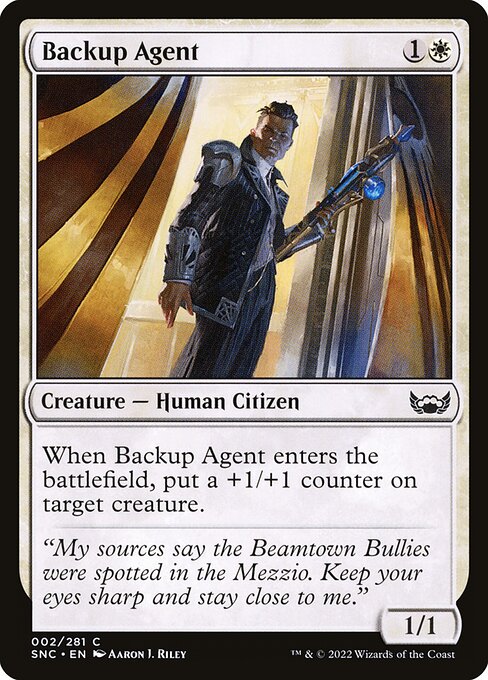 Backup Agent 1
Creature — Human Citizen
When Backup Agent enters the
battlefield, put a +1/+1 counter on
target creature.
“My sources say the Beamtown Bullies
were spotted in the Mezzio. Keep your
eyes sharp and stay close to me.”
1/1
002/281 C
SNC • EN Aaron J. Riley ™ & © 2022 Wizards of the Coast